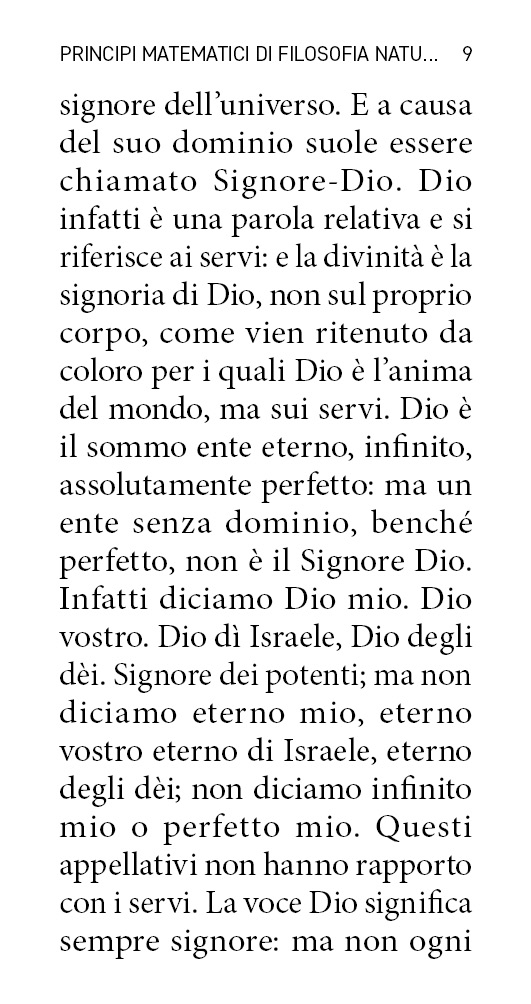 PRINCIPI MATEMATICI DI FILOSOFIA NATU... 9
signore dell’universo. E a causa
del suo dominio suole essere
chiamato Signore-Dio. Dio
infatti è una parola relativa e si
riferisce ai servi: e la divinità è la
signoria di Dio, non sul proprio
corpo, come vien ritenuto da
coloro per i quali Dio è l’anima
del mondo, ma sui servi. Dio è
il sommo ente eterno, infinito,
assolutamente perfetto: ma un
ente senza dominio, benché
perfetto, non è il Signore Dio.
Infatti diciamo Dio mio. Dio
vostro. Dio dì Israele, Dio degli
dèi. Signore dei potenti; ma non
diciamo eterno mio, eterno
vostro eterno di Israele, eterno
degli dèi; non diciamo infinito
mio o perfetto mio. Questi
appellativi non hanno rapporto
con i servi. La voce Dio significa
sempre signore: ma non ogni